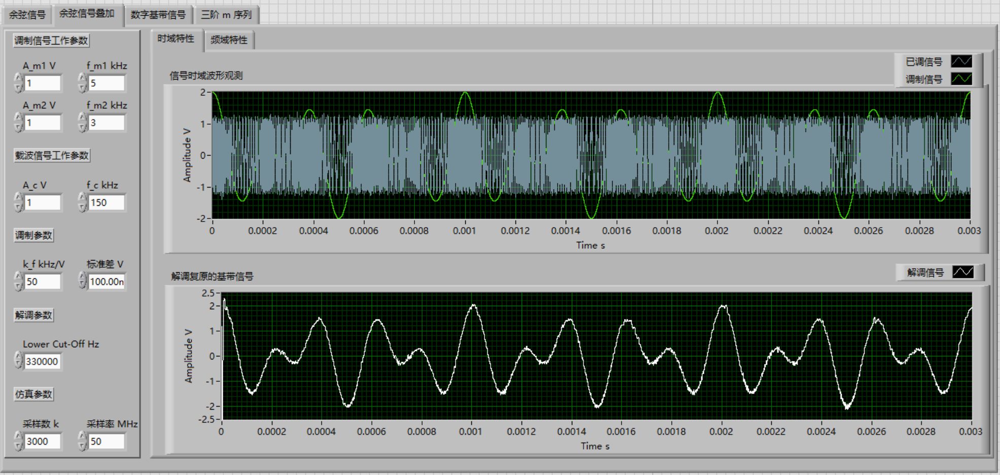 余弦信号 余弦信号叠加 数字基带信号 三阶 m 序列
调制信号工作参数
A_m1 V f_m1 kHz
1 5
A_m2 V f_m2 kHz
1 3
载波信号工作参数
A_c V f_c kHz
1 150
调制参数
k_f kHz/V 标准差 V
50 100.00n
解调参数
Lower Cut-Off Hz
330000
仿真参数
采样数 k 采样率 MHz
3000 50
时域特性 频域特性
信号时域波形观测
已调信号
调制信号
Amplitude V
2
1
0
-1
-2
0 0.0002 0.0004 0.0006 0.0008 0.001 0.0012 0.0014 0.0016 0.0018 0.002 0.0022 0.0024 0.0026 0.0028 0.003
Time s
解调复原的基带信号
解调信号
Amplitude V
2.5
2
1
0
-1
-2
-2.5
0 0.0002 0.0004 0.0006 0.0008 0.001 0.0012 0.0014 0.0016 0.0018 0.002 0.0022 0.0024 0.0026 0.0028 0.003
Time s